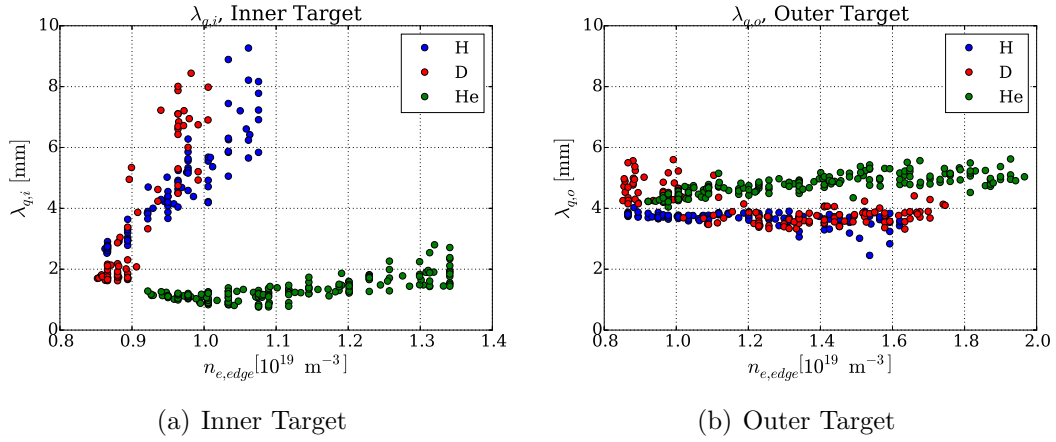 λq,i, Inner Target
10
8
6
4
2
0
λq,i [mm]
H
D
He
0.8 0.9 1.0 1.1 1.2 1.3 1.4
ne,edge[10^19 m^−3]
(a) Inner Target
λq,o, Outer Target
10
8
6
4
2
0
λq,o [mm]
H
D
He
0.8 1.0 1.2 1.4 1.6 1.8 2.0
ne,edge[10^19 m^−3]
(b) Outer Target